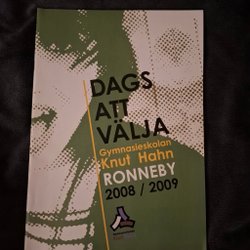 DAGS
ATT
VÄLJA
Gymnasieskolan
Knut Hahn
RONNEBY
2008 / 2009